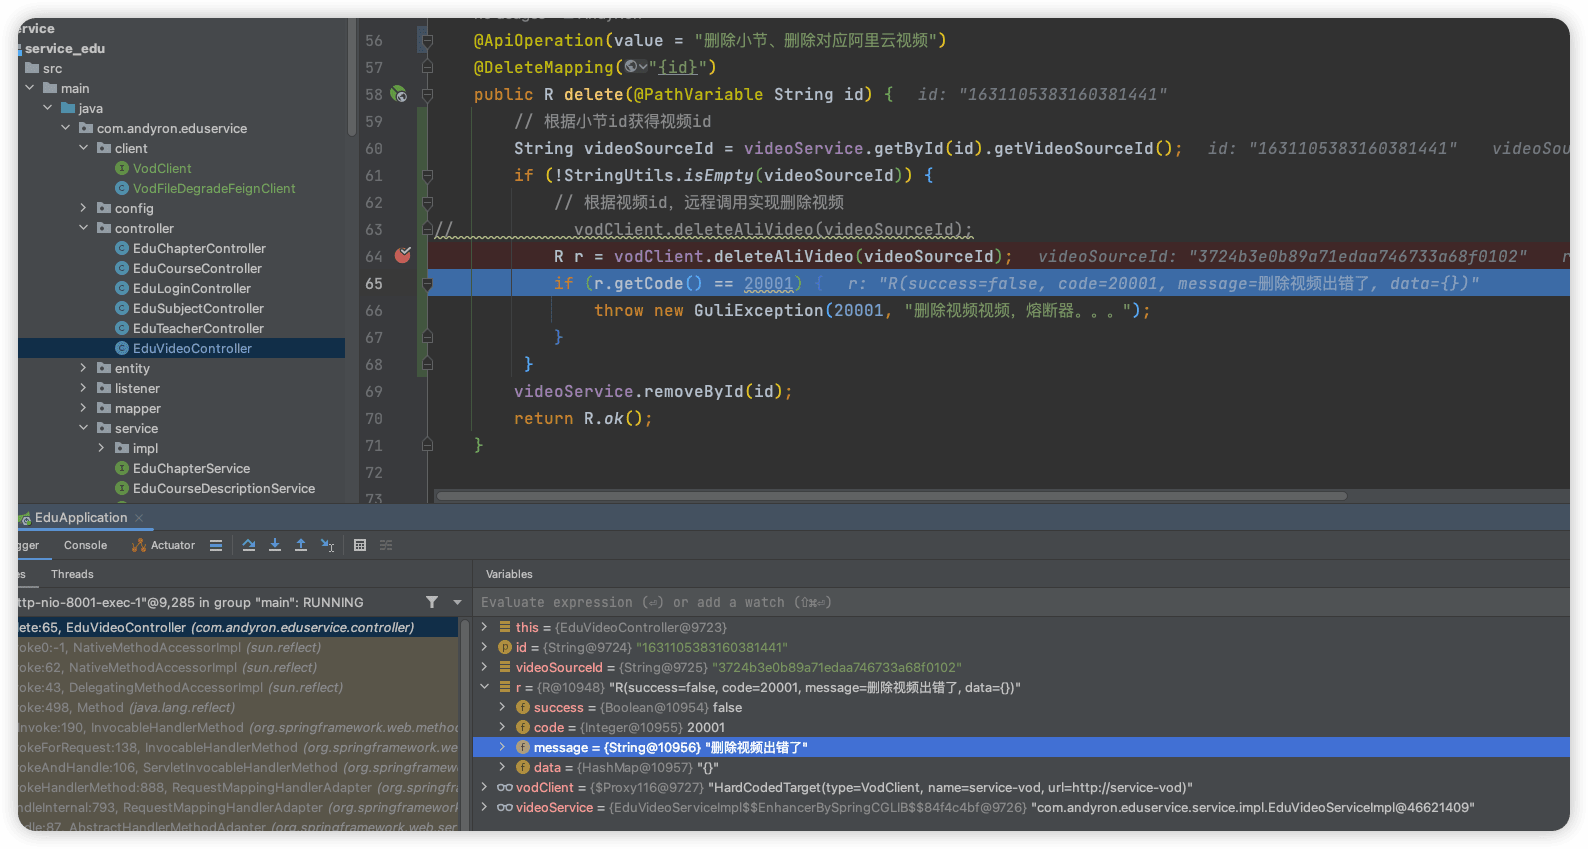 ervice
service_edu
src
main
java
com.andyron.eduservice
client
VodClient
VodFileDegradeFeignClient
config
controller
EduChapterController
EduCourseController
EduLoginController
EduSubjectController
EduTeacherController
EduVideoController
entity
listener
mapper
service
impl
EduChapterService
EduCourseDescriptionService
56 @ApiOperation(value = "删除小节、删除对应阿里云视频")
57 @DeleteMapping("{id}")
58 public R delete(@PathVariable String id) { id: "1631105383160381441"
59 // 根据小节id获得视频id
60 String videoSourceId = videoService.getById(id).getVideoSourceId(); id: "1631105383160381441" videoSou
61 if (!StringUtils.isEmpty(videoSourceId)) {
62 // 根据视频id，远程调用实现删除视频
63 // vodClient.deleteAliVideo(videoSourceId);
64 R r = vodClient.deleteAliVideo(videoSourceId); videoSourceId: "3724b3e0b89a71edaa746733a68f0102" r
65 if (r.getCode() == 20001) { r: "R(success=false, code=20001, message=删除视频出错了, data={})"
66 throw new GuliException(20001, "删除视频视频，熔断器。。。");
67 }
68 }
69 videoService.removeById(id);
70 return R.ok();
71 }
72
73
EduApplication
gger Console Actuator
es Threads
ttp-nio-8001-exec-1"@9,285 in group "main": RUNNING
lete:65, EduVideoController (com.andyron.eduservice.controller)
voke0:-1, NativeMethodAccessorImpl (sun.reflect)
voke:62, NativeMethodAccessorImpl (sun.reflect)
voke:43, DelegatingMethodAccessorImpl (sun.reflect)
voke:498, Method (java.lang.reflect)
Invoke:190, InvocableHandlerMethod (org.springframework.web.metho
vokeForRequest:138, InvocableHandlerMethod (org.springframework.we
vokeAndHandle:106, ServletInvocableHandlerMethod (org.springframew
vokeHandlerMethod:888, RequestMappingHandlerAdapter (org.springfra
ndleInternal:793, RequestMappingHandlerAdapter (org.springframework
dle:87, AbstractHandlerMethodAdapter (org.springframework.web.ser
Variables
Evaluate expression (⏎) or add a watch (⇧⌘⏎)
this = {EduVideoController@9723}
id = {String@9724} "1631105383160381441"
videoSourceId = {String@9725} "3724b3e0b89a71edaa746733a68f0102"
r = {R@10948} "R(success=false, code=20001, message=删除视频出错了, data={})"
success = {Boolean@10954} false
code = {Integer@10955} 20001
message = {String@10956} "删除视频出错了"
data = {HashMap@10957} "{}"
vodClient = {$Proxy116@9727} "HardCodedTarget(type=VodClient, name=service-vod, url=http://service-vod)"
videoService = {EduVideoServiceImpl$$EnhancerBySpringCGLIB$$84f4c4bf@9726} "com.andyron.eduservice.service.impl.EduVideoServiceImpl@46621409"